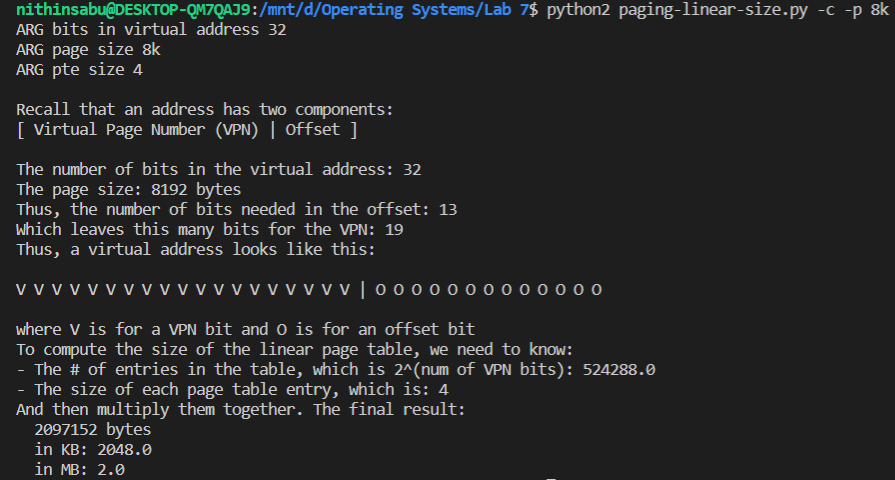 nithinsabu@DESKTOP-QM7QAJ9:/mnt/d/Operating Systems/Lab 7$ python2 paging-linear-size.py -c -p 8k
ARG bits in virtual address 32
ARG page size 8k
ARG pte size 4
Recall that an address has two components:
[ Virtual Page Number (VPN) | Offset ]
The number of bits in the virtual address: 32
The page size: 8192 bytes
Thus, the number of bits needed in the offset: 13
Which leaves this many bits for the VPN: 19
Thus, a virtual address looks like this:
V V V V V V V V V V V V V V V V V V V | O O O O O O O O O O O O O
where V is for a VPN bit and O is for an offset bit
To compute the size of the linear page table, we need to know:
- The # of entries in the table, which is 2^(num of VPN bits): 524288.0
- The size of each page table entry, which is: 4
And then multiply them together. The final result:
2097152 bytes
in KB: 2048.0
in MB: 2.0